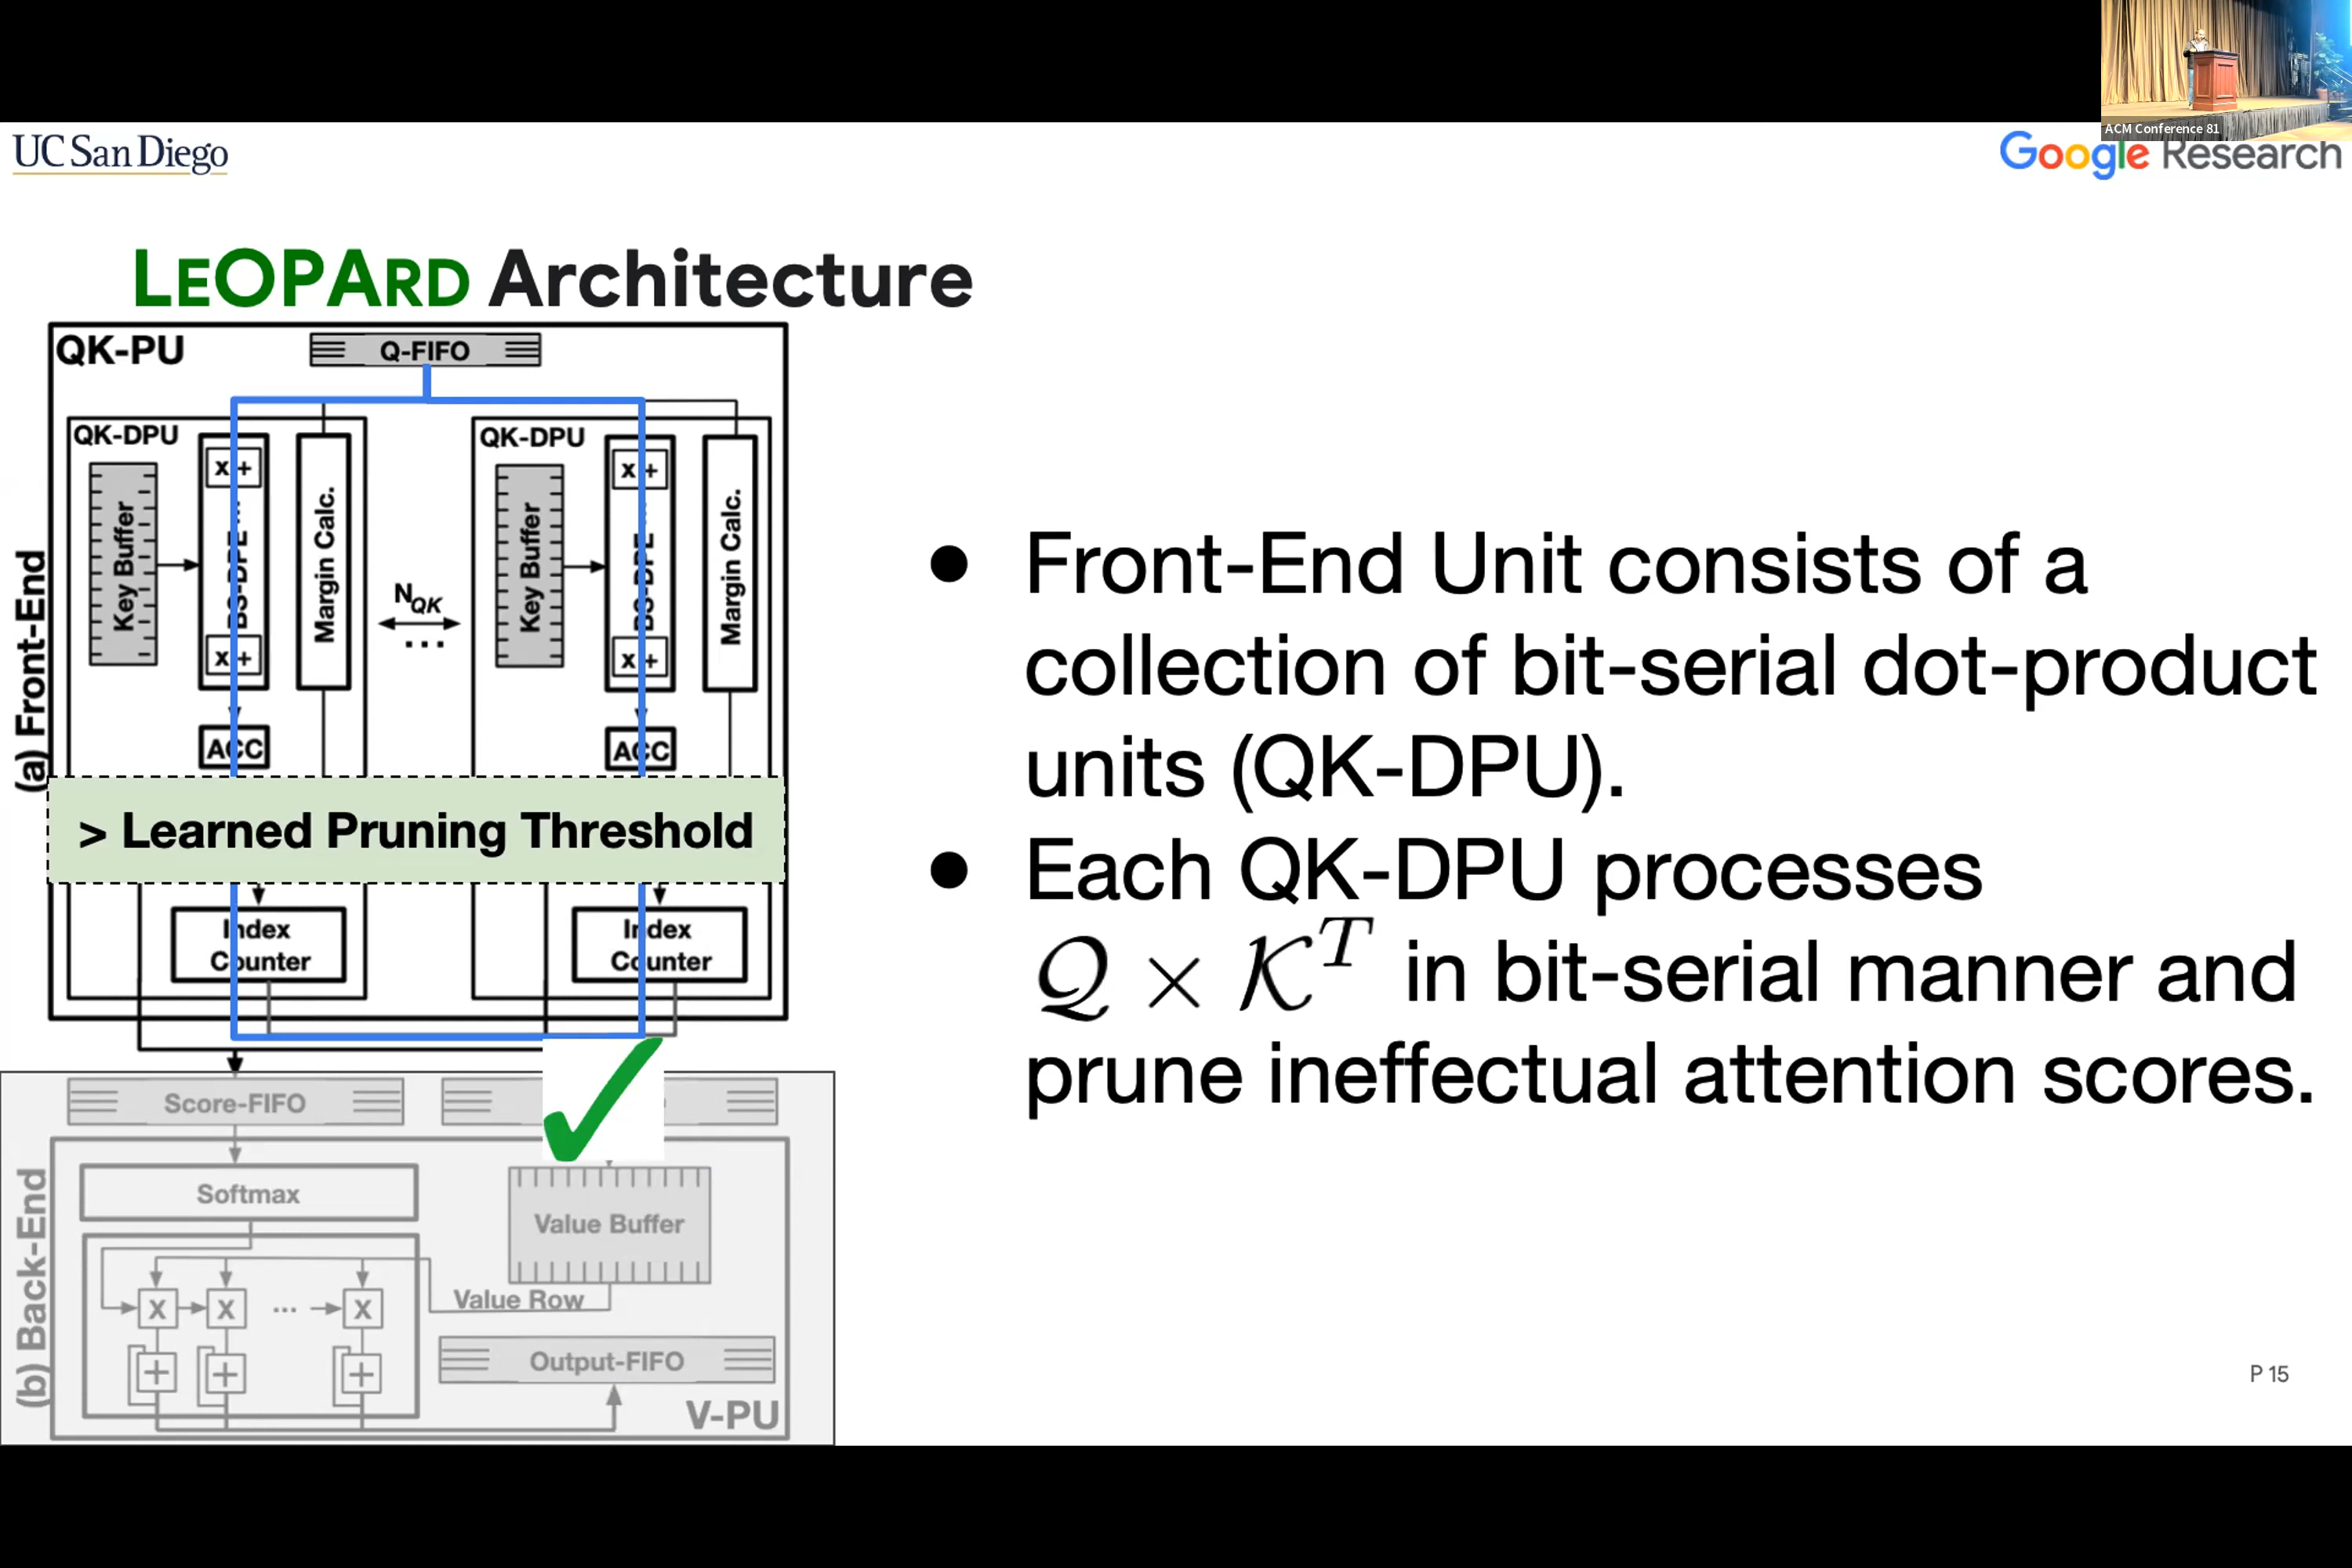 ACM Conference 81
UC San Diego
Google Research
LEOPARD Architecture
QK-PU
Q-FIFO
QK-DPU
QK-DPU
x +
x +
Key Buffer
BS-DPE
Margin Calc.
Key Buffer
BS-DPE
Margin Calc.
NQK
...
x +
x +
ACC
ACC
(a) Front-End
> Learned Pruning Threshold
Index
Counter
Index
Counter
Score-FIFO
Softmax
Value Buffer
Value Row
X
X
...
X
+
+
+
Output-FIFO
V-PU
(b) Back-End
• Front-End Unit consists of a
collection of bit-serial dot-product
units (QK-DPU).
• Each QK-DPU processes
Q × K^T in bit-serial manner and
prune ineffectual attention scores.
P 15